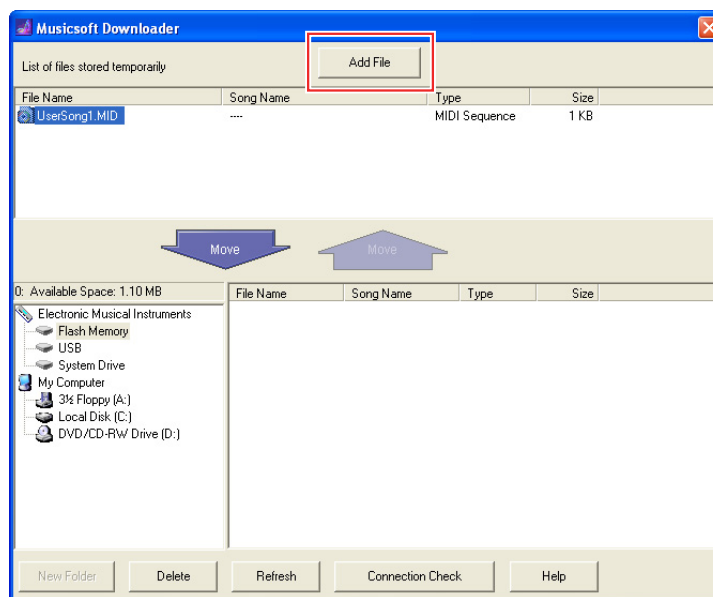 Musicsoft Downloader
List of files stored temporarily
Add File
File Name Song Name Type Size
UserSong1.MID ---- MIDI Sequence 1 KB
Move Move
0: Available Space: 1.10 MB
File Name Song Name Type Size
Electronic Musical Instruments
Flash Memory
USB
System Drive
My Computer
3½ Floppy (A:)
Local Disk (C:)
DVD/CD-RW Drive (D:)
New Folder Delete Refresh Connection Check Help